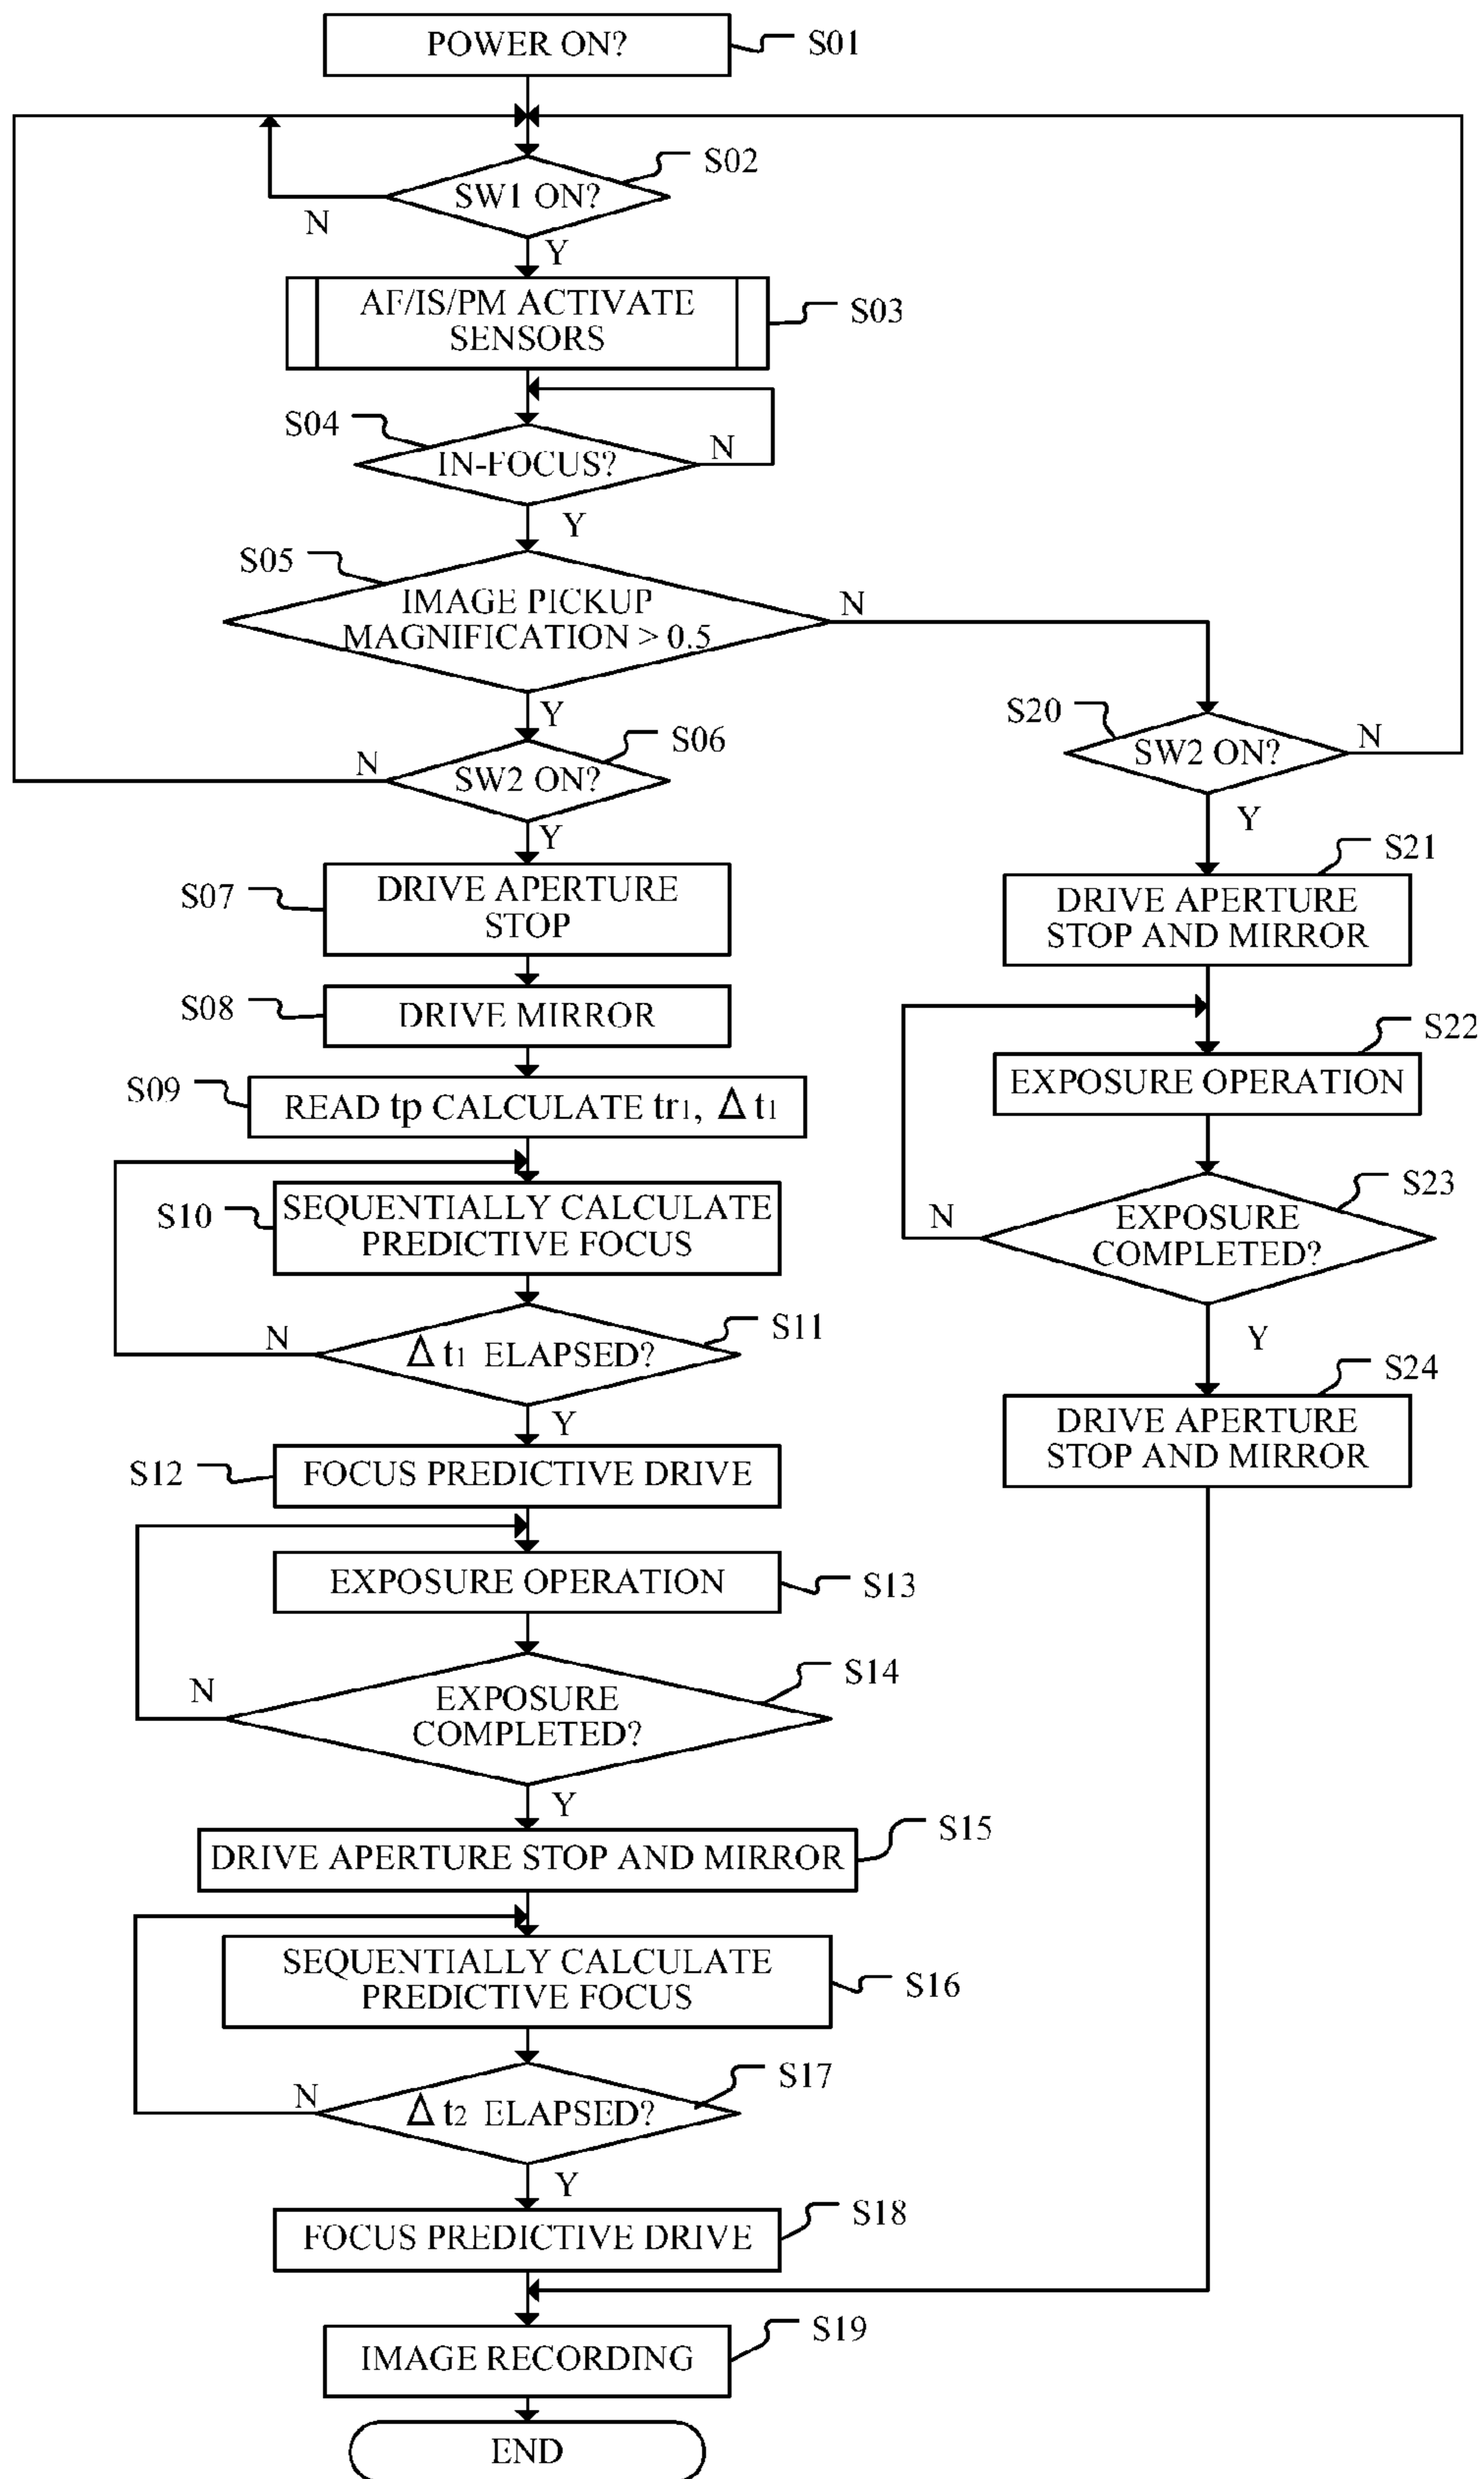 POWER ON?
S01
S02
SW1 ON?
N
Y
AF/IS/PM ACTIVATE
SENSORS
S03
S04
IN-FOCUS?
N
Y
S05
IMAGE PICKUP
MAGNIFICATION > 0.5
N
Y
S06
SW2 ON?
N
Y
S07
DRIVE APERTURE
STOP
S08
DRIVE MIRROR
S09
READ tp CALCULATE tr1, Δt1
S10
SEQUENTIALLY CALCULATE
PREDICTIVE FOCUS
S11
Δt1 ELAPSED?
N
Y
S12
FOCUS PREDICTIVE DRIVE
EXPOSURE OPERATION
S13
S14
EXPOSURE
COMPLETED?
N
Y
S15
DRIVE APERTURE STOP AND MIRROR
SEQUENTIALLY CALCULATE
PREDICTIVE FOCUS
S16
S17
Δt2 ELAPSED?
N
Y
S18
FOCUS PREDICTIVE DRIVE
S20
SW2 ON?
N
Y
S21
DRIVE APERTURE
STOP AND MIRROR
S22
EXPOSURE OPERATION
S23
EXPOSURE
COMPLETED?
N
Y
S24
DRIVE APERTURE
STOP AND MIRROR
S19
IMAGE RECORDING
END